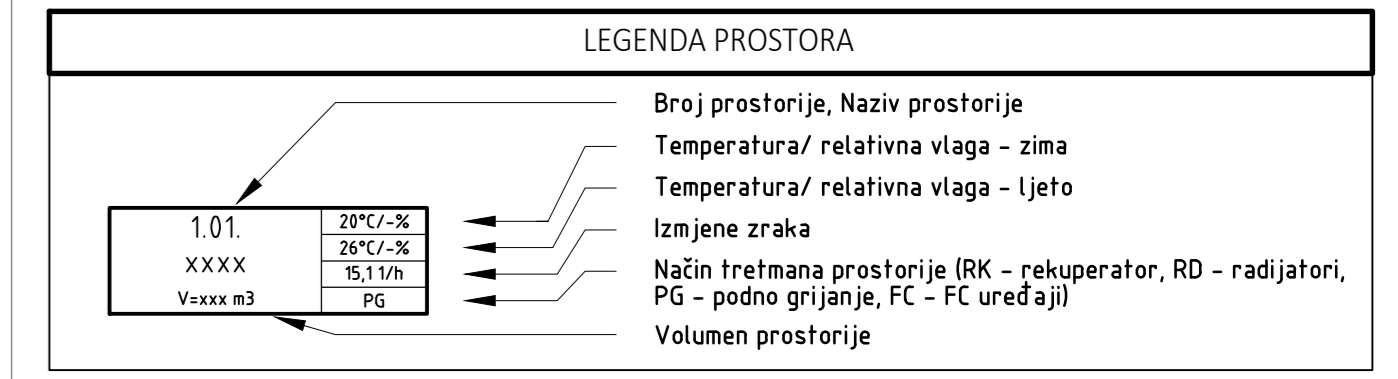 LEGENDA PROSTORA
Broj prostorije, Naziv prostorije
Temperatura/ relativna vlaga – zima
Temperatura/ relativna vlaga – ljeto
Izmjene zraka
Način tretmana prostorije (RK – rekuperator, RD – radijatori,
PG – podno grijanje, FC – FC uređaji)
Volumen prostorije
1.01.
XXXX
V=xxx m3
20°C/-%
26°C/-%
15,1 1/h
PG